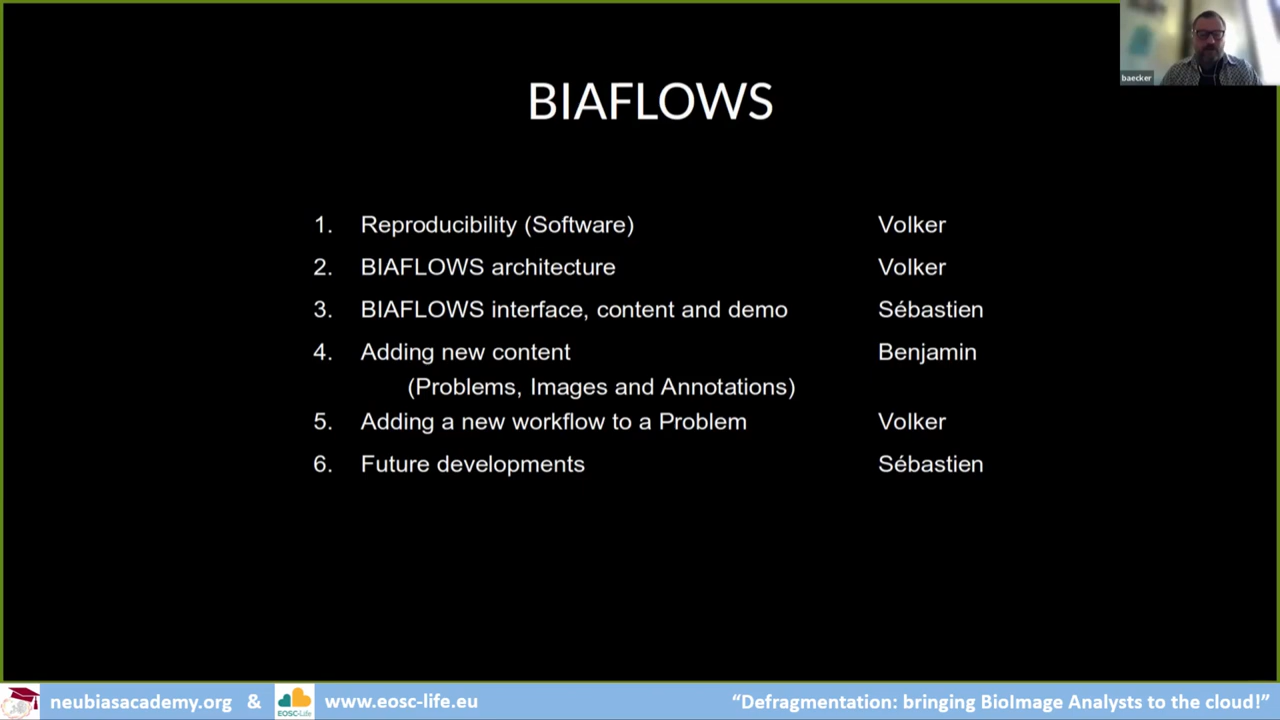 baecker
BIAFLOWS
1. Reproducibility (Software) Volker
2. BIAFLOWS architecture Volker
3. BIAFLOWS interface, content and demo Sébastien
4. Adding new content Benjamin
(Problems, Images and Annotations)
5. Adding a new workflow to a Problem Volker
6. Future developments Sébastien
neubiasacademy.org & EOSC-Life www.eosc-life.eu “Defragmentation: bringing BioImage Analysts to the cloud!”